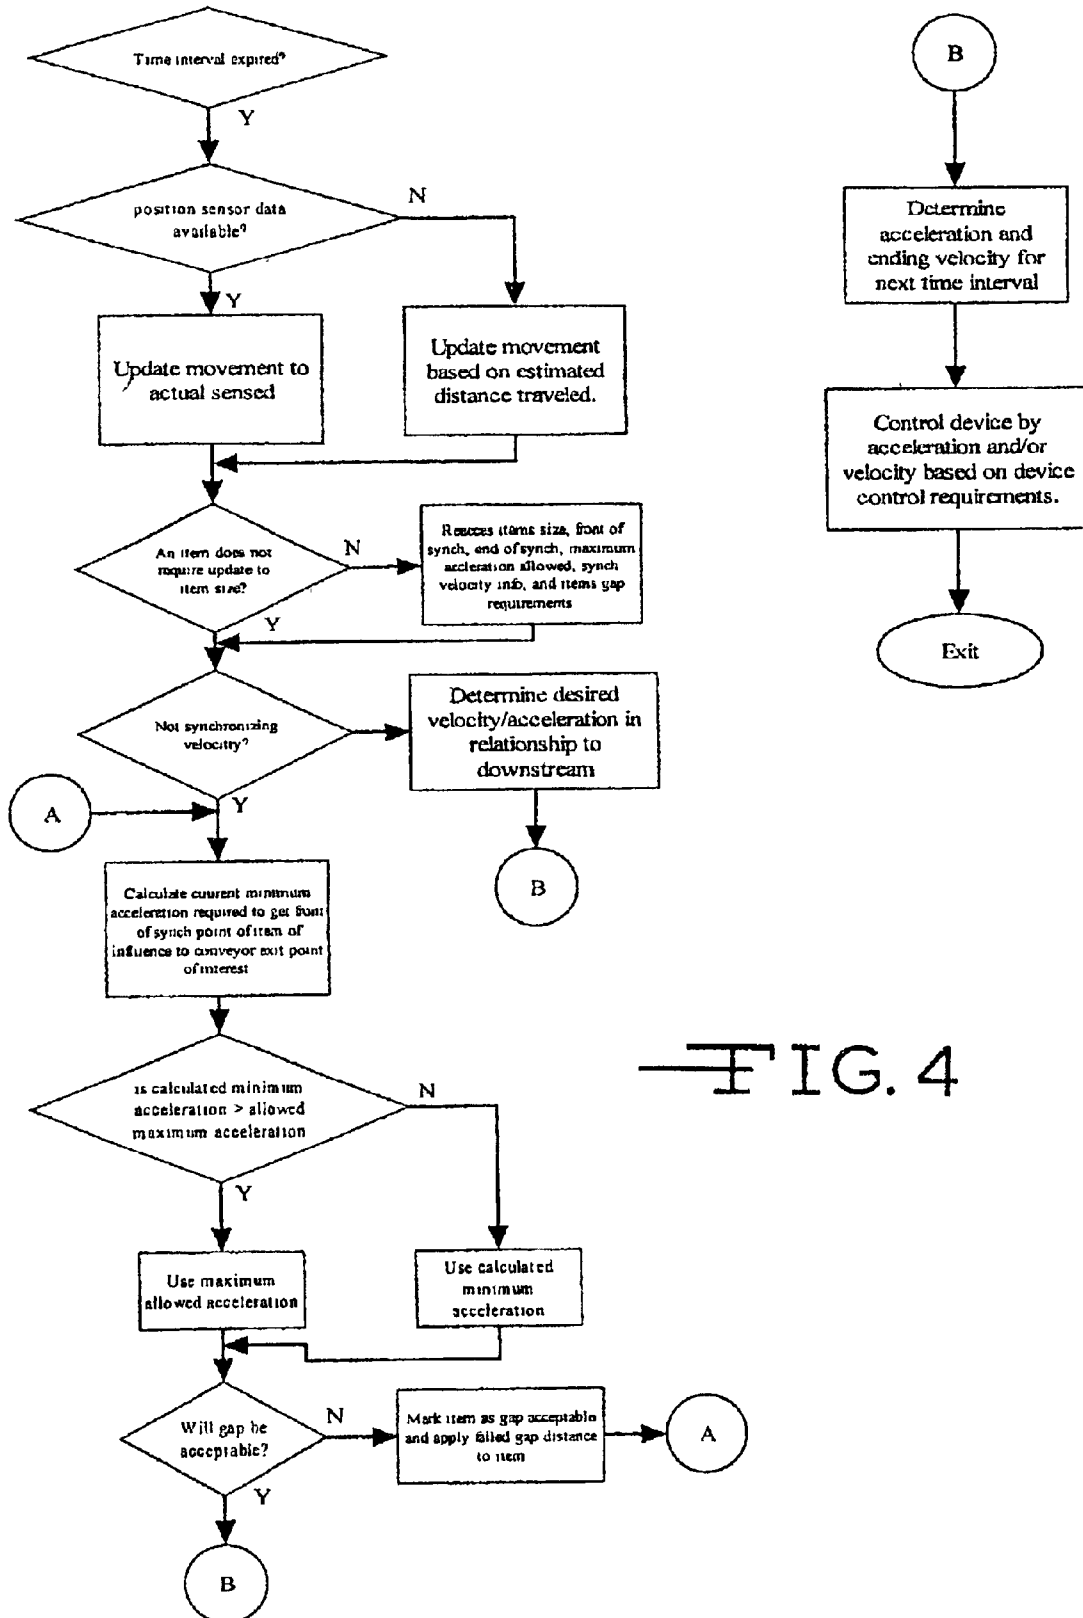 Time interval expired?
Y
position sensor data
available?
N
Y
Update movement to
actual sensed
Update movement
based on estimated
distance traveled.
An item does not
require update to
item size?
N
Reacces items size, front of
synch, end of synch, maximum
accleration allowed, synch
velocity info, and items gap
requirements
Y
Not synchronizing
velocitry?
Determine desired
velocity/acceleration in
relationship to
downstream
Y
A
B
Calculate cuurent minimum
acceleration required to get front
of synch point of item of
influence to conveyor exit point
of interest
is calculated minimum
acceleration > allowed
maximum acceleration
N
Y
Use maximum
allowed acceleration
Use calculated
minimum
acceleration
Will gap be
acceptable?
N
Mark item as gap acceptable
and apply failed gap distance
to item
A
Y
B
B
Determine
acceleration and
ending velocity for
next time interval
Control device by
acceleration and/or
velocity based on device
control requirements.
Exit
FIG. 4